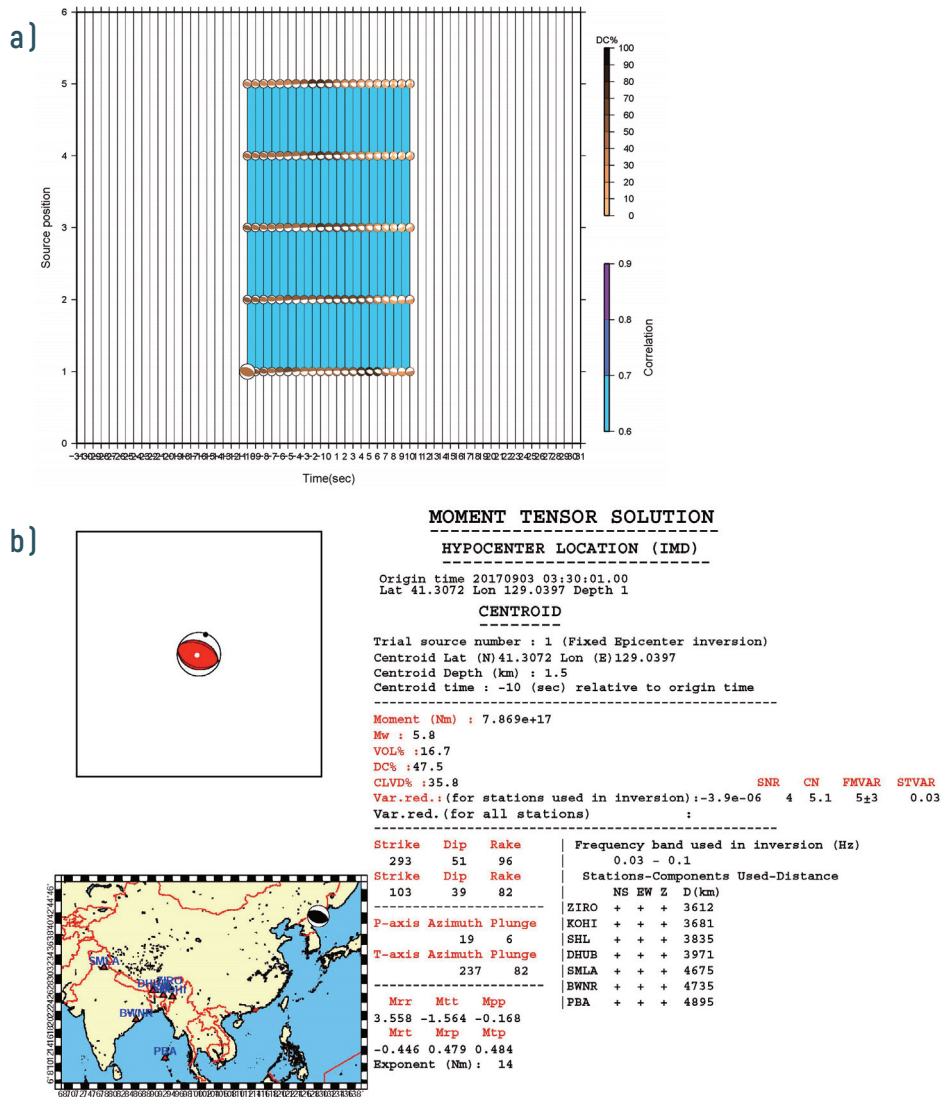 a)
6
5
4
3
2
1
0
Source position
Time(sec)
DC%
100
90
80
70
60
50
40
30
20
10
0
0.9
0.8
0.7
0.6
Correlation
b)
MOMENT TENSOR SOLUTION
HYPOCENTER LOCATION (IMD)
Origin time 20170903 03:30:01.00
Lat 41.3072 Lon 129.0397 Depth 1
CENTROID
Trial source number : 1 (Fixed Epicenter inversion)
Centroid Lat (N)41.3072 Lon (E)129.0397
Centroid Depth (km) : 1.5
Centroid time : -10 (sec) relative to origin time
Moment (Nm) : 7.869e+17
Mw : 5.8
VOL% :16.7
DC% :47.5
CLVD% :35.8 SNR CN FMVAR STVAR
Var.red.:(for stations used in inversion):-3.9e-06 4 5.1 5±3 0.03
Var.red.(for all stations) :
Strike Dip Rake
293 51 96
Strike Dip Rake
103 39 82
P-axis Azimuth Plunge
19 6
T-axis Azimuth Plunge
237 82
Mrr Mtt Mpp
3.558 -1.564 -0.168
Mrt Mrp Mtp
-0.446 0.479 0.484
Exponent (Nm): 14
Frequency band used in inversion (Hz)
0.03 - 0.1
Stations-Components Used-Distance
NS EW Z D(km)
ZIRO + + + 3612
KOHI + + + 3681
SHL + + + 3835
DHUB + + + 3971
SMLA + + + 4675
BWNR + + + 4735
PBA + + + 4895
SMLA
BWNR
PBA